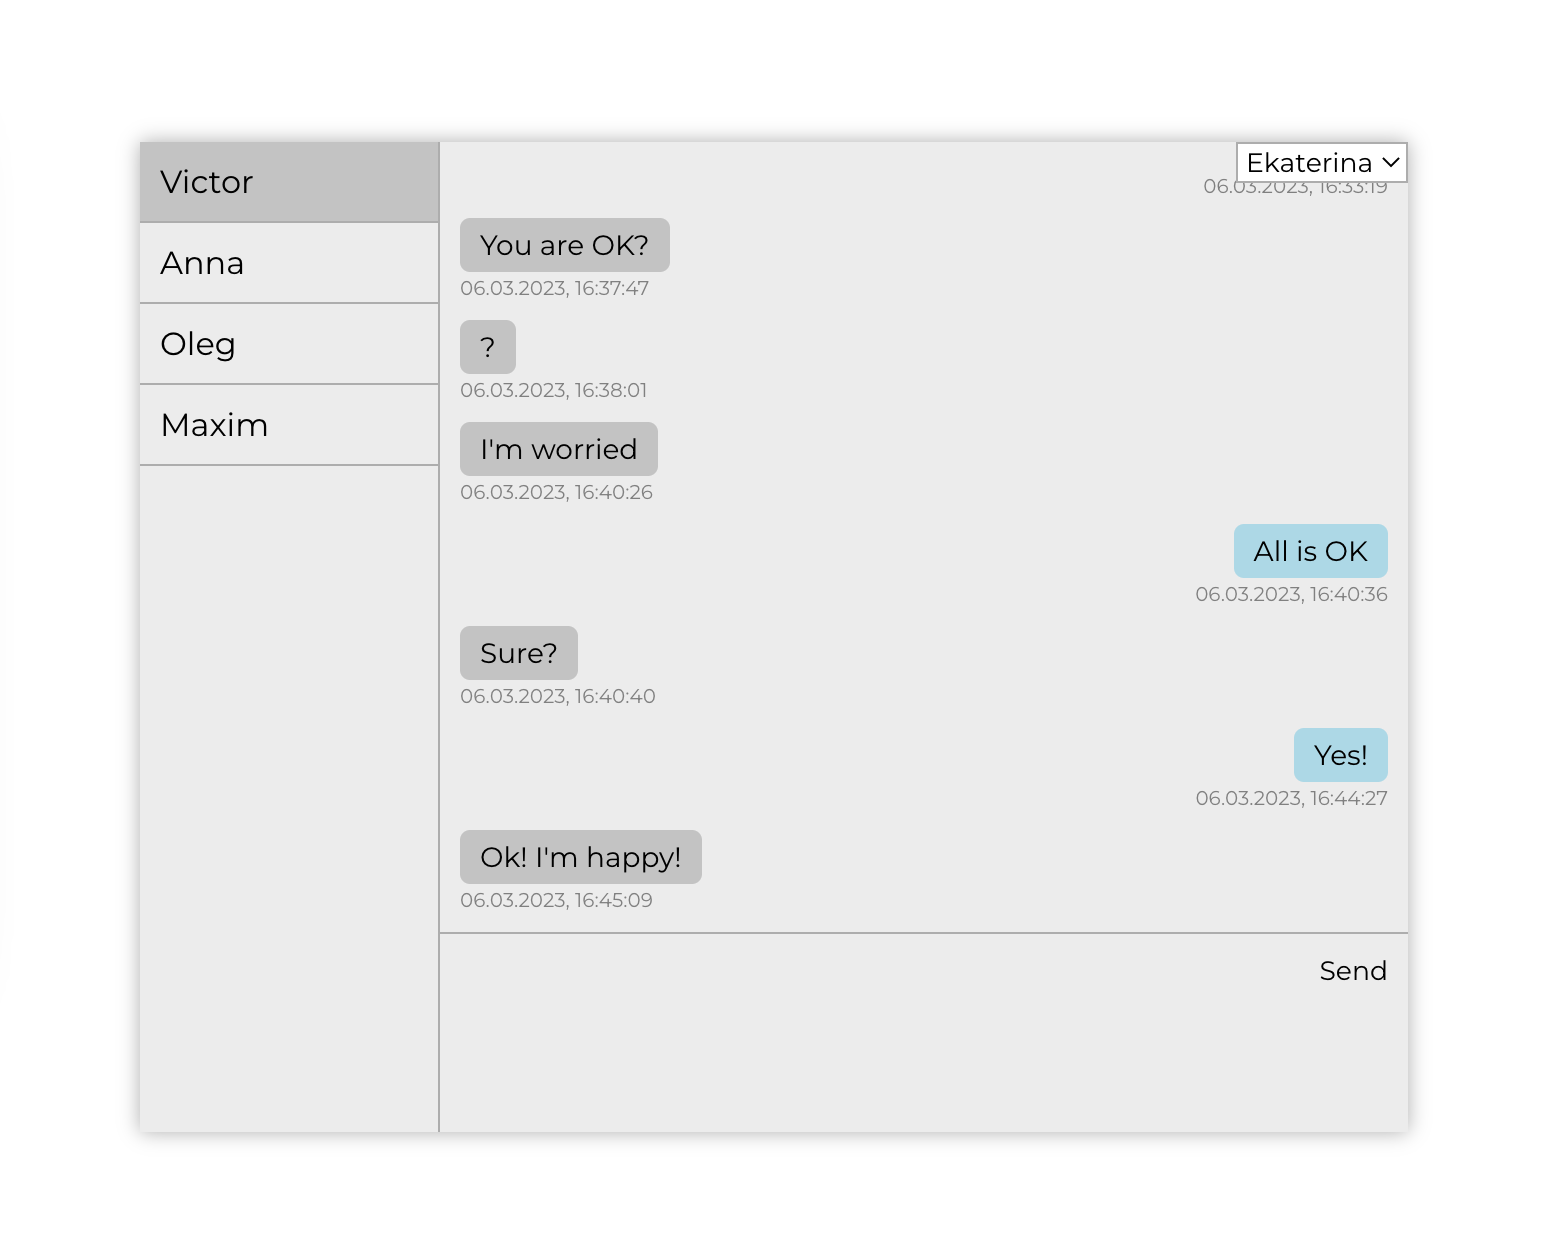 Victor
Anna
Oleg
Maxim
Ekaterina
06.03.2023, 16:33:19
You are OK?
06.03.2023, 16:37:47
?
06.03.2023, 16:38:01
I'm worried
06.03.2023, 16:40:26
All is OK
06.03.2023, 16:40:36
Sure?
06.03.2023, 16:40:40
Yes!
06.03.2023, 16:44:27
Ok! I'm happy!
06.03.2023, 16:45:09
Send